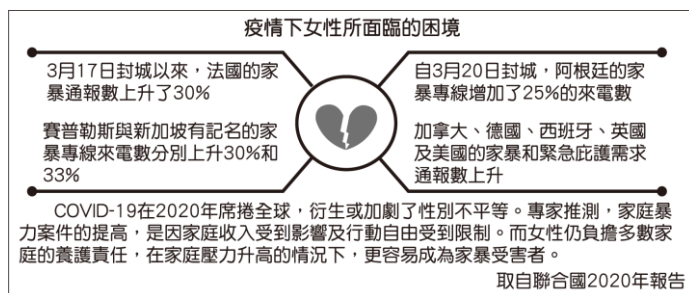 疫情下女性所面臨的困境
3月17日封城以來，法國的家
暴通報數上升了30%
賽普勒斯與新加坡有記名的家
暴專線來電數分別上升30%和
33%
自3月20日封城，阿根廷的家
暴專線增加了25%的來電數
加拿大、德國、西班牙、英國
及美國的家暴和緊急庇護需求
通報數上升
COVID-19在2020年席捲全球，衍生或加劇了性別不平等。專家推測，家庭暴
力案件的提高，是因家庭收入受到影響及行動自由受到限制。而女性仍負擔多數家
庭的養護責任，在家庭壓力升高的情況下，更容易成為家暴受害者。
取自聯合國2020年報告